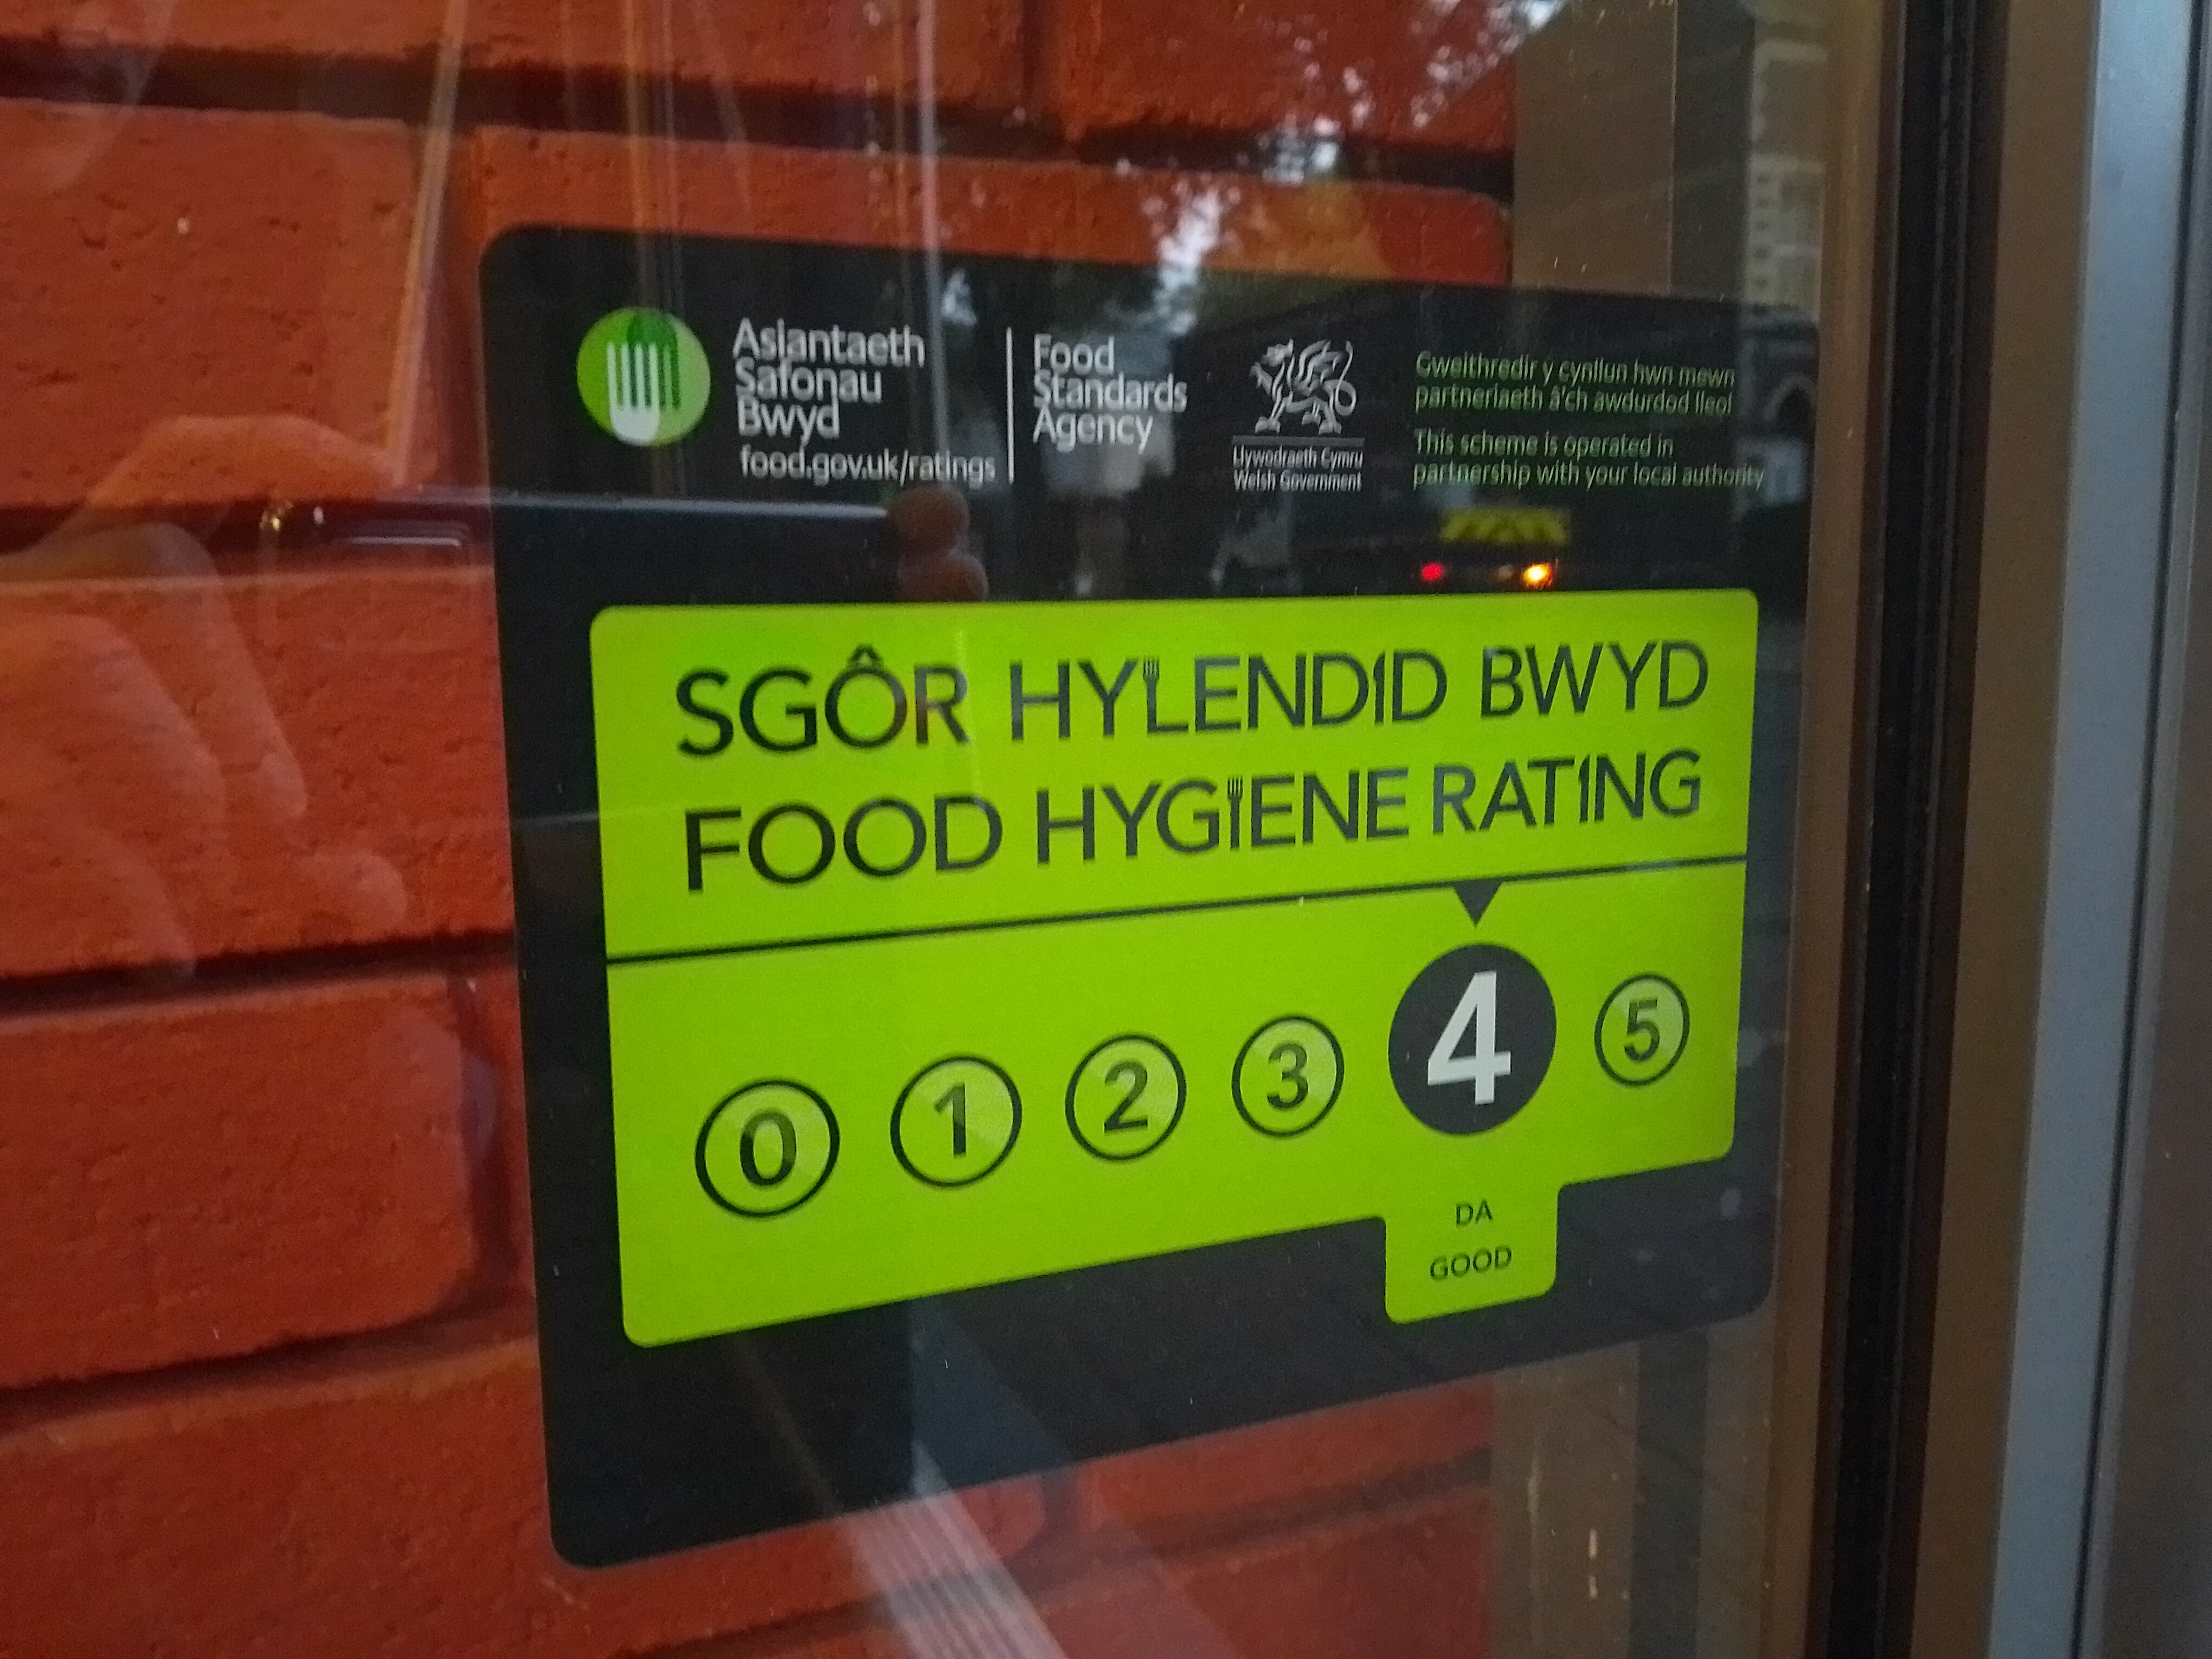 Asiantaeth
Safonau
Bwyd
food.gov.uk/ratings
Food
Standards
Agency
Llywodraeth Cymru
Welsh Government
Gweithredir y cynllun hwn mewn
partneriaeth â'ch awdurdod lleol
This scheme is operated in
partnership with your local authority
SGÔR HYLENDID BWYD
FOOD HYGIENE RATING
0 1 2 3 4 5
DA
GOOD